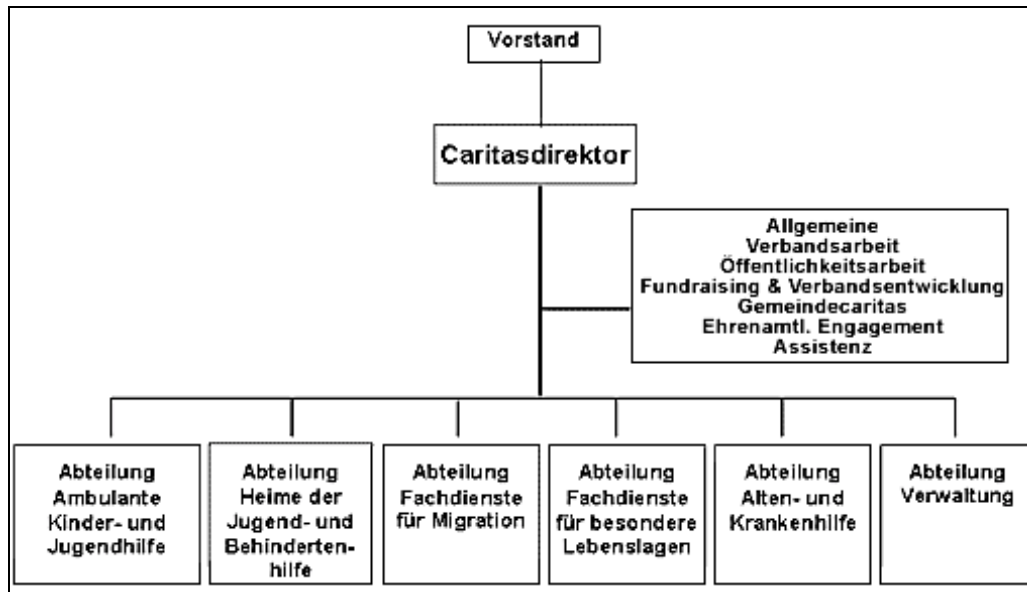 Vorstand
Caritasdirektor
Allgemeine
Verbandsarbeit
Öffentlichkeitsarbeit
Fundraising & Verbandsentwicklung
Gemeindecaritas
Ehrenamtl. Engagement
Assistenz
Abteilung
Ambulante
Kinder- und
Jugendhilfe
Abteilung
Heime der
Jugend- und
Behinderten-
hilfe
Abteilung
Fachdienste
für Migration
Abteilung
Fachdienste
für besondere
Lebenslagen
Abteilung
Alten- und
Krankenhilfe
Abteilung
Verwaltung